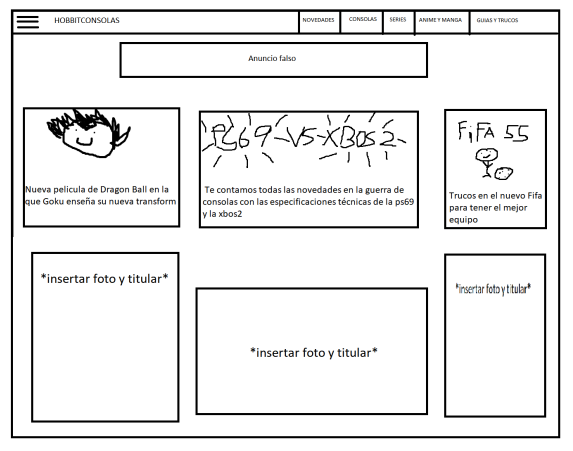 HOBBITCONSOLAS
NOVEDADES
CONSOLAS
SERIES
ANIME Y MANGA
GUIAS Y TRUCOS
Anuncio falso
Nueva pelicula de Dragon Ball en la
que Goku enseña su nueva transform
PS69-VS-XBOS2
Te contamos todas las novedades en la guerra de
consolas con las especificaciones técnicas de la ps69
y la xbos2
FiFA 55
Trucos en el nuevo Fifa
para tener el mejor
equipo
*insertar foto y titular*
*insertar foto y titular*
*insertar foto y titular*